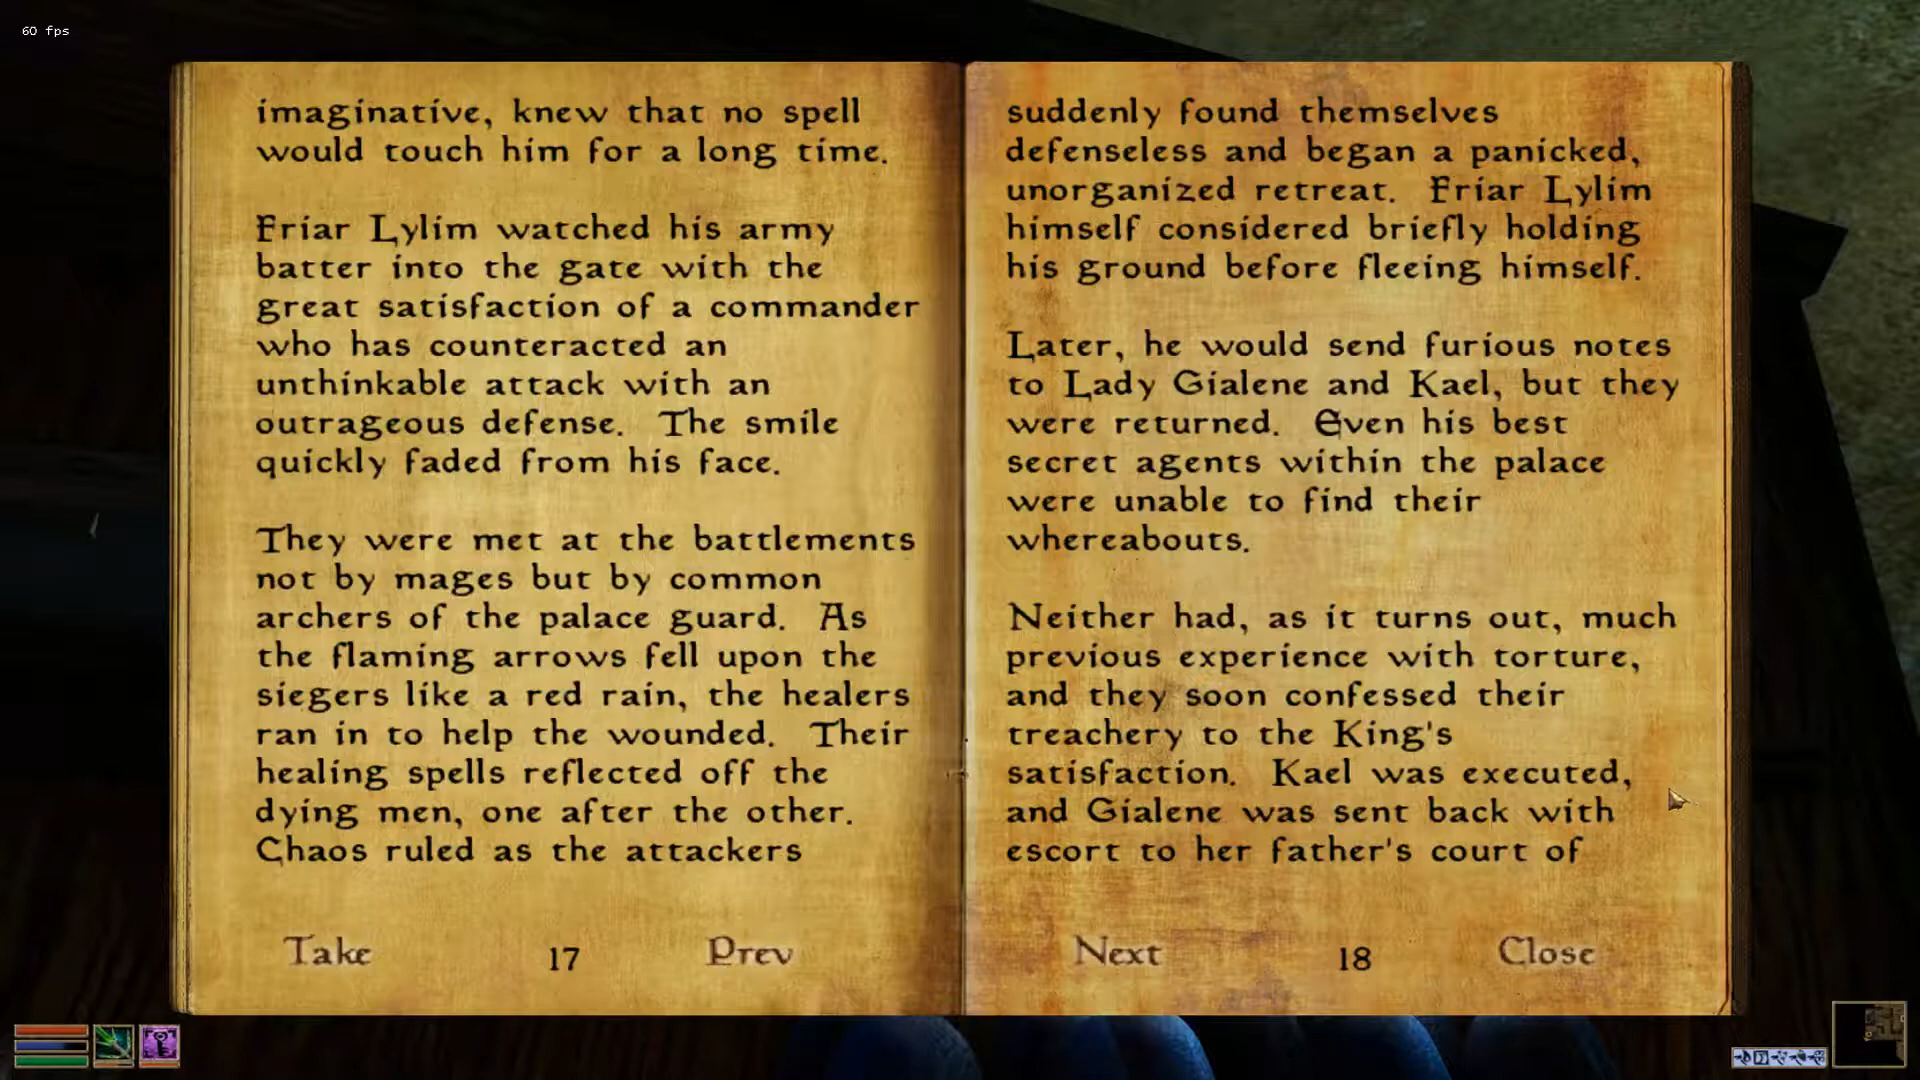 60 fps
imaginative, knew that no spell
would touch him for a long time.
Friar Lylim watched his army
batter into the gate with the
great satisfaction of a commander
who has counteracted an
unthinkable attack with an
outrageous defense. The smile
quickly faded from his face.
They were met at the battlements
not by mages but by common
archers of the palace guard. As
the flaming arrows fell upon the
siegers like a red rain, the healers
ran in to help the wounded. Their
healing spells reflected off the
dying men, one after the other.
Chaos ruled as the attackers
Take 17 Prev
suddenly found themselves
defenseless and began a panicked,
unorganized retreat. Friar Lylim
himself considered briefly holding
his ground before fleeing himself.
Later, he would send furious notes
to Lady Gialene and Kael, but they
were returned. Even his best
secret agents within the palace
were unable to find their
whereabouts.
Neither had, as it turns out, much
previous experience with torture,
and they soon confessed their
treachery to the King's
satisfaction. Kael was executed,
and Gialene was sent back with
escort to her father's court of
Next 18 Close